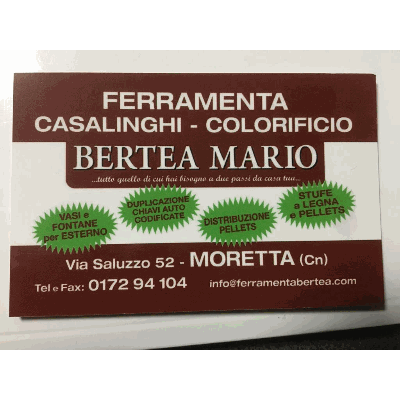 FERRAMENTA
CASALINGHI - COLORIFICIO
BERTEA MARIO
...tutto quello di cui hai bisogno a due passi da casa tua...
VASI e
FONTANE
per ESTERNO
DUPLICAZIONE
CHIAVI AUTO
CODIFICATE
DISTRIBUZIONE
PELLETS
STUFE
a LEGNA
e PELLETS
Via Saluzzo 52 - MORETTA (Cn)
Tel e Fax: 0172 94 104 info@ferramentabertea.com